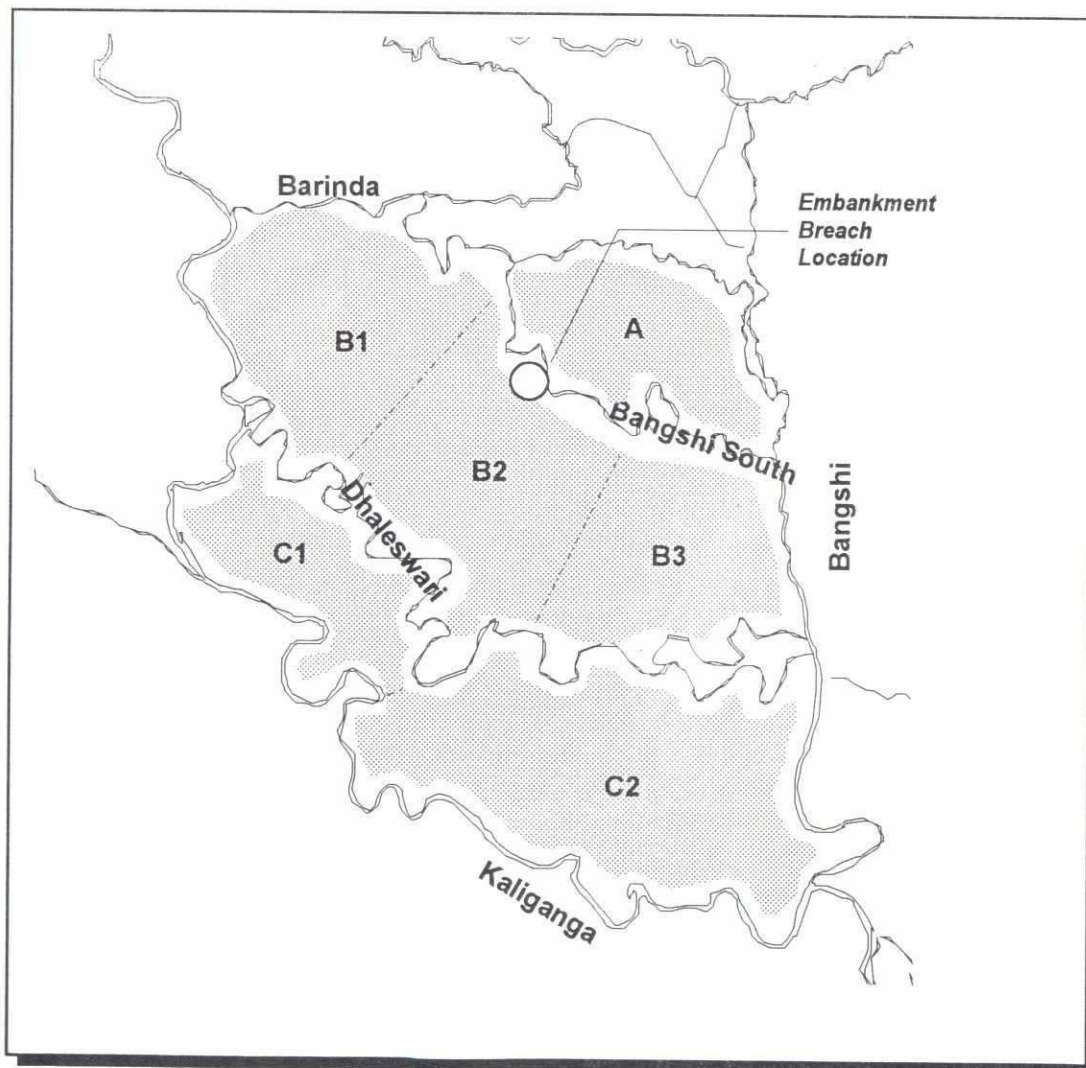 Barinda
Embankment
Breach
Location
B1
A
Bangshi South
B2
Bangshi
Dhaleswari
C1
B3
C2
Kaliganga